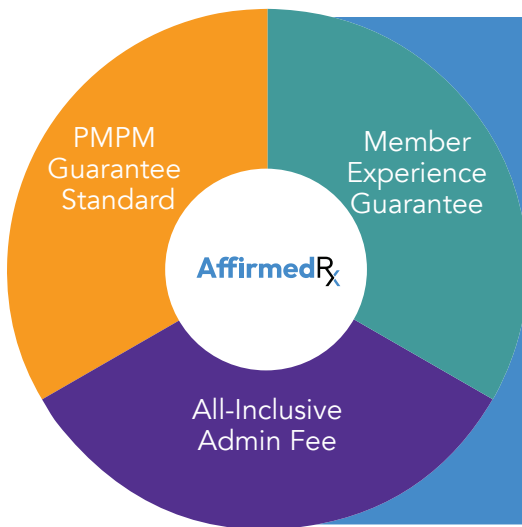 PMPM
Guarantee
Standard
Member
Experience
Guarantee
AffirmedRx
All-Inclusive
Admin Fee